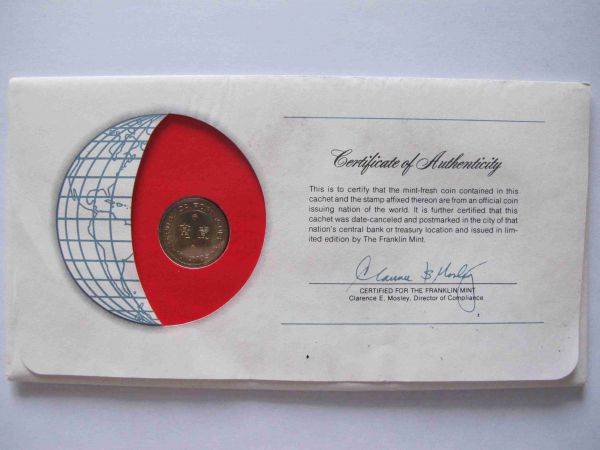 Certificate of Authenticity
This is to certify that the mint-fresh coin contained in this
cachet and the stamp affixed thereon are from an official coin
issuing nation of the world. It is further certified that this
cachet was date-canceled and postmarked in the city of that
nation's central bank or treasury location and issued in lim-
ited edition by The Franklin Mint.
Clarence E Mosley
CERTIFIED FOR THE FRANKLIN MINT
Clarence E. Mosley, Director of Compliance